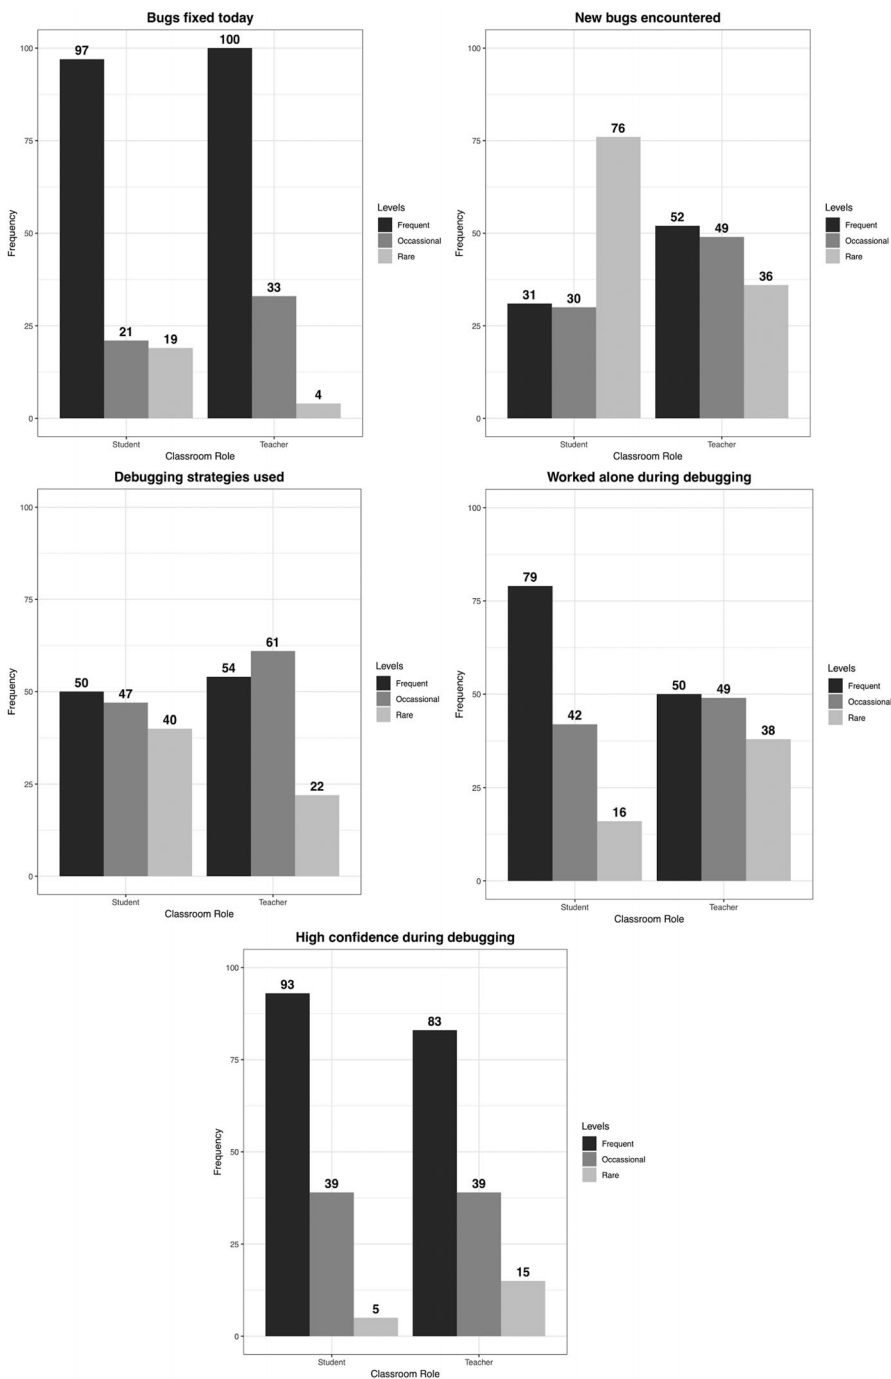 Bugs fixed today
100
97
100
75
50
25
0
21
19
33
4
Frequency
Student
Teacher
Classroom Role
Levels
Frequent
Occassional
Rare
New bugs encountered
100
75
50
25
0
31
30
76
52
49
36
Frequency
Student
Teacher
Classroom Role
Levels
Frequent
Occassional
Rare
Debugging strategies used
100
75
50
25
0
50
47
40
54
61
22
Frequency
Student
Teacher
Classroom Role
Levels
Frequent
Occassional
Rare
Worked alone during debugging
100
75
50
25
0
79
42
16
50
49
38
Frequency
Student
Teacher
Classroom Role
Levels
Frequent
Occassional
Rare
High confidence during debugging
100
75
50
25
0
93
39
5
83
39
15
Frequency
Student
Teacher
Classroom Role
Levels
Frequent
Occassional
Rare